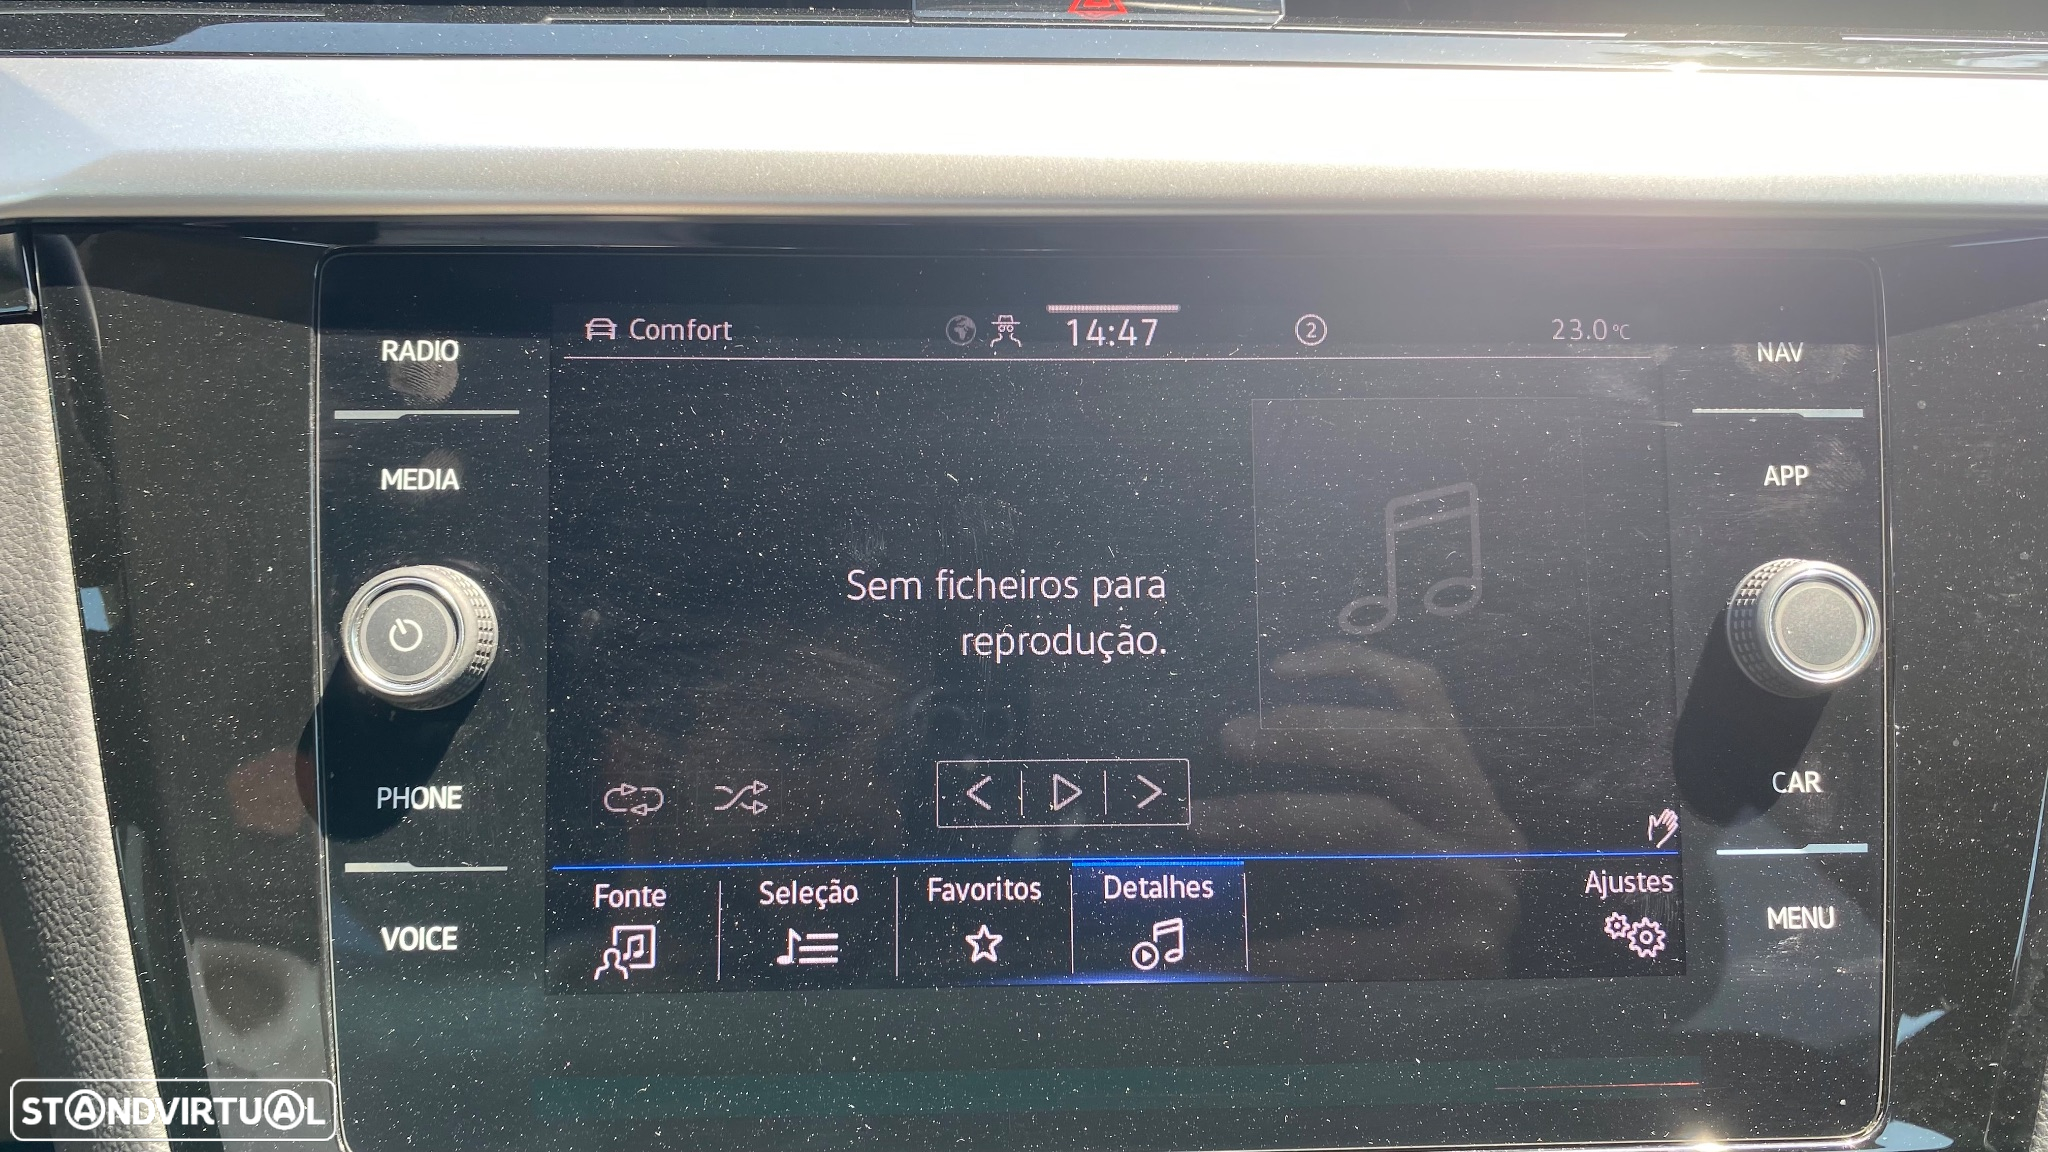 Comfort
14:47
2
23.0 °C
RADIO
MEDIA
PHONE
VOICE
NAV
APP
CAR
MENU
Sem ficheiros para
reprodução.
Fonte
Seleção
Favoritos
Detalhes
Ajustes
STANDVIRTUAL